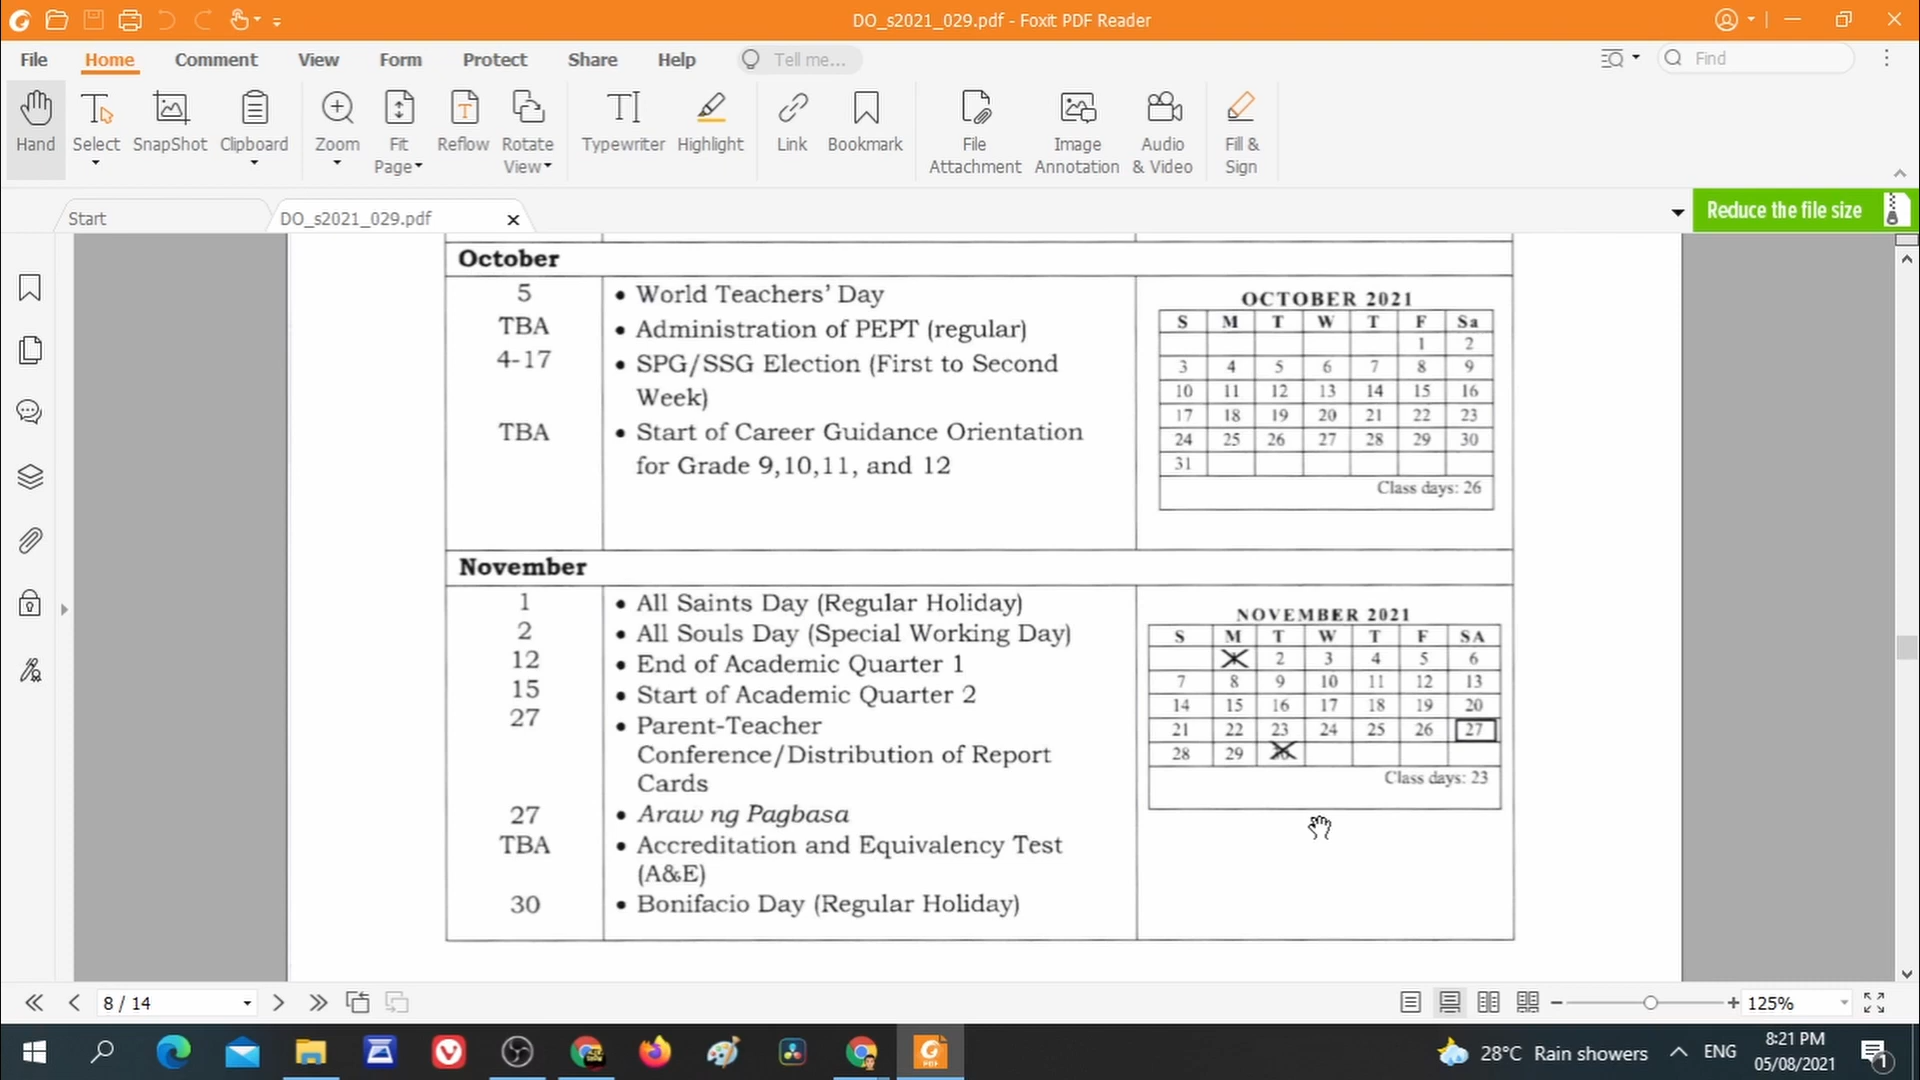 DO_s2021_029.pdf - Foxit PDF Reader
File Home Comment View Form Protect Share Help Tell me... Find
Hand Select SnapShot Clipboard Zoom Fit Page Reflow Rotate View Typewriter Highlight Link Bookmark File Attachment Image Annotation Audio & Video Fill & Sign
Start DO_s2021_029.pdf Reduce the file size
October
5 • World Teachers' Day
TBA • Administration of PEPT (regular)
4-17 • SPG/SSG Election (First to Second
Week)
TBA • Start of Career Guidance Orientation
for Grade 9,10,11, and 12
OCTOBER 2021
S M T W T F Sa
1 2
3 4 5 6 7 8 9
10 11 12 13 14 15 16
17 18 19 20 21 22 23
24 25 26 27 28 29 30
31
Class days: 26
November
1 • All Saints Day (Regular Holiday)
2 • All Souls Day (Special Working Day)
12 • End of Academic Quarter 1
15 • Start of Academic Quarter 2
27 • Parent-Teacher
Conference/Distribution of Report
Cards
27 • Araw ng Pagbasa
TBA • Accreditation and Equivalency Test
(A&E)
30 • Bonifacio Day (Regular Holiday)
NOVEMBER 2021
S M T W T F SA
2 3 4 5 6
7 8 9 10 11 12 13
14 15 16 17 18 19 20
21 22 23 24 25 26 27
28 29
Class days: 23
8 / 14 125%
28°C Rain showers ENG 8:21 PM
05/08/2021 1